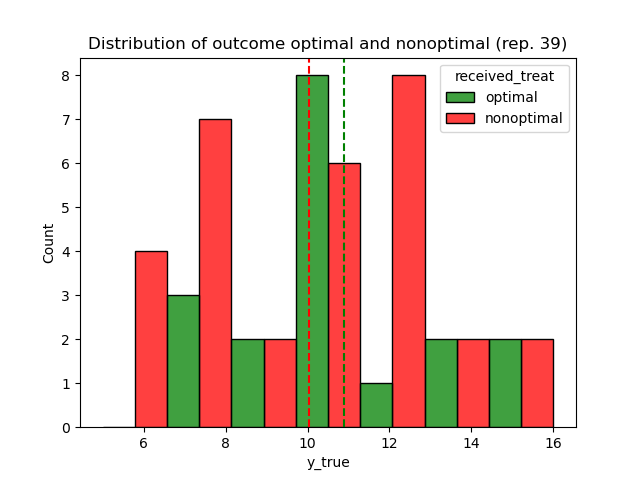 Distribution of outcome optimal and nonoptimal (rep. 39)
received_treat
optimal
nonoptimal
Count
8
7
6
5
4
3
2
1
0
6 8 10 12 14 16
y_true